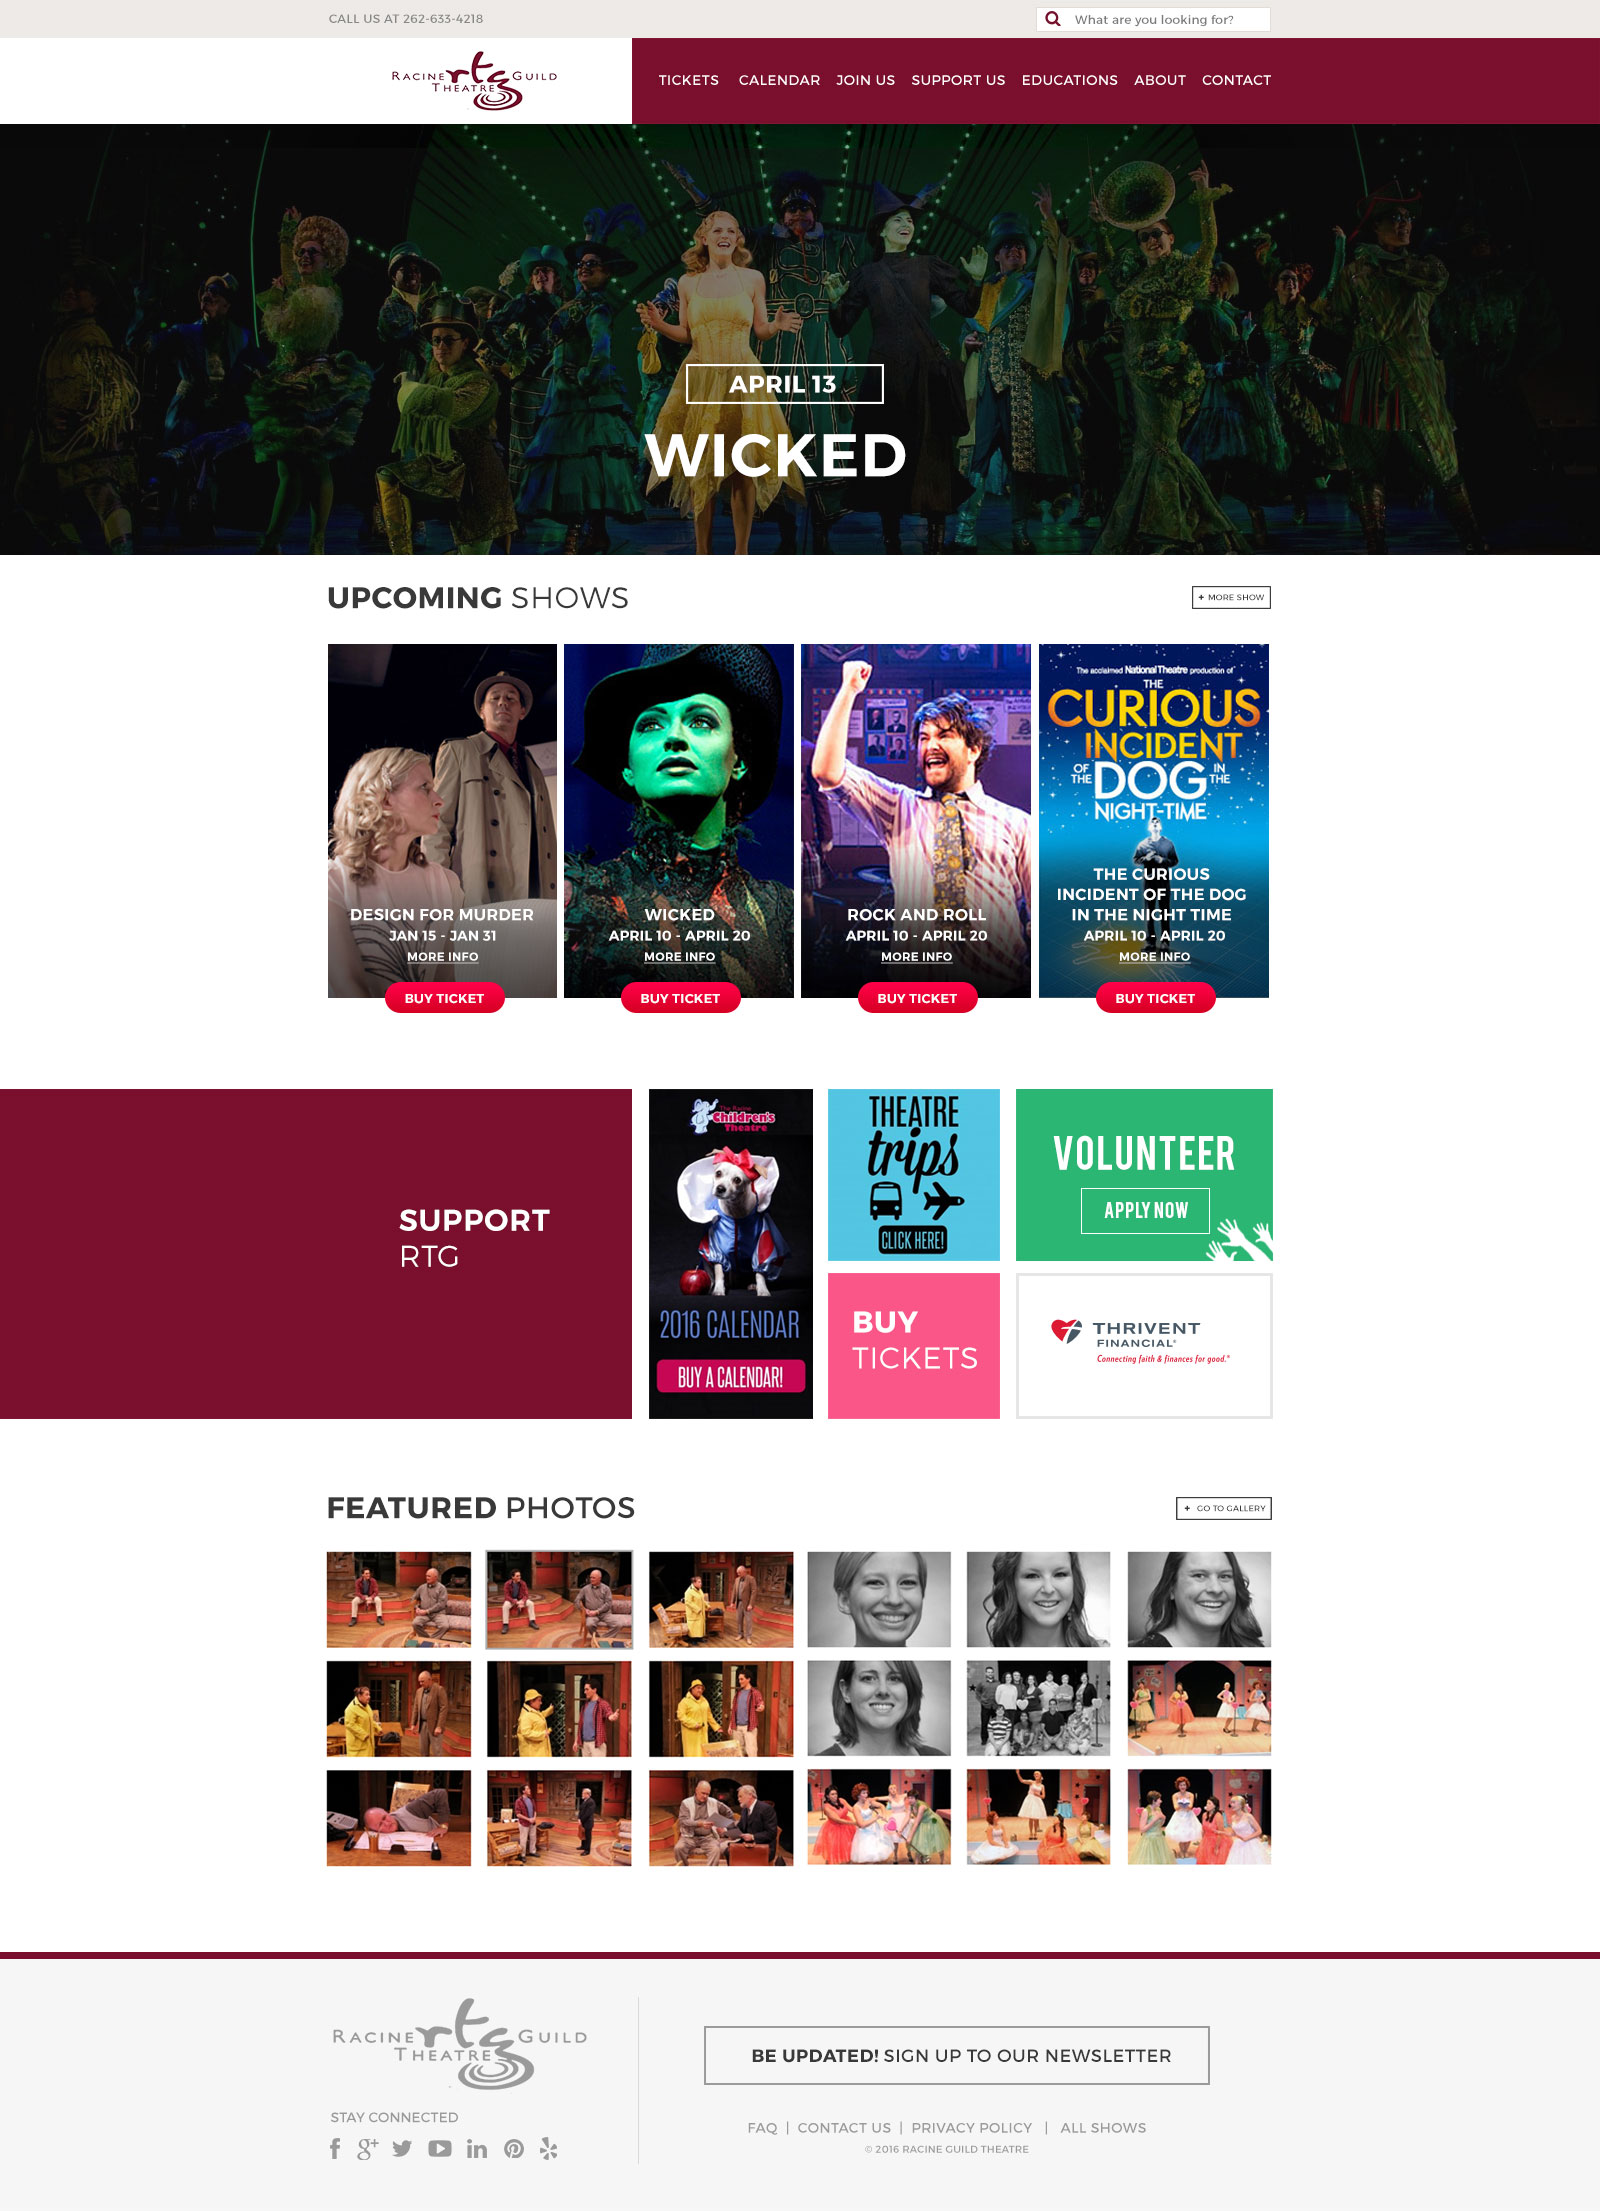 CALL US AT 262-633-4218
What are you looking for?
RACINE rtg GUILD
THEATRE
TICKETS CALENDAR JOIN US SUPPORT US EDUCATIONS ABOUT CONTACT
APRIL 13
WICKED
UPCOMING SHOWS
+ MORE SHOW
DESIGN FOR MURDER
JAN 15 - JAN 31
MORE INFO
BUY TICKET
WICKED
APRIL 10 - APRIL 20
MORE INFO
BUY TICKET
ROCK AND ROLL
APRIL 10 - APRIL 20
MORE INFO
BUY TICKET
The acclaimed National Theatre production of
THE
CURIOUS
INCIDENT
OF THE DOG IN THE
NIGHT-TIME
THE CURIOUS
INCIDENT OF THE DOG
IN THE NIGHT TIME
APRIL 10 - APRIL 20
MORE INFO
BUY TICKET
SUPPORT
RTG
The Racine
Children's
Theatre
2016 CALENDAR
BUY A CALENDAR!
THEATRE
trips
CLICK HERE!
BUY
TICKETS
VOLUNTEER
APPLY NOW
THRIVENT
FINANCIAL®
Connecting faith & finances for good.®
FEATURED PHOTOS
+ GO TO GALLERY
RACINE rtg GUILD
THEATRE
STAY CONNECTED
BE UPDATED! SIGN UP TO OUR NEWSLETTER
FAQ | CONTACT US | PRIVACY POLICY | ALL SHOWS
© 2016 RACINE GUILD THEATRE